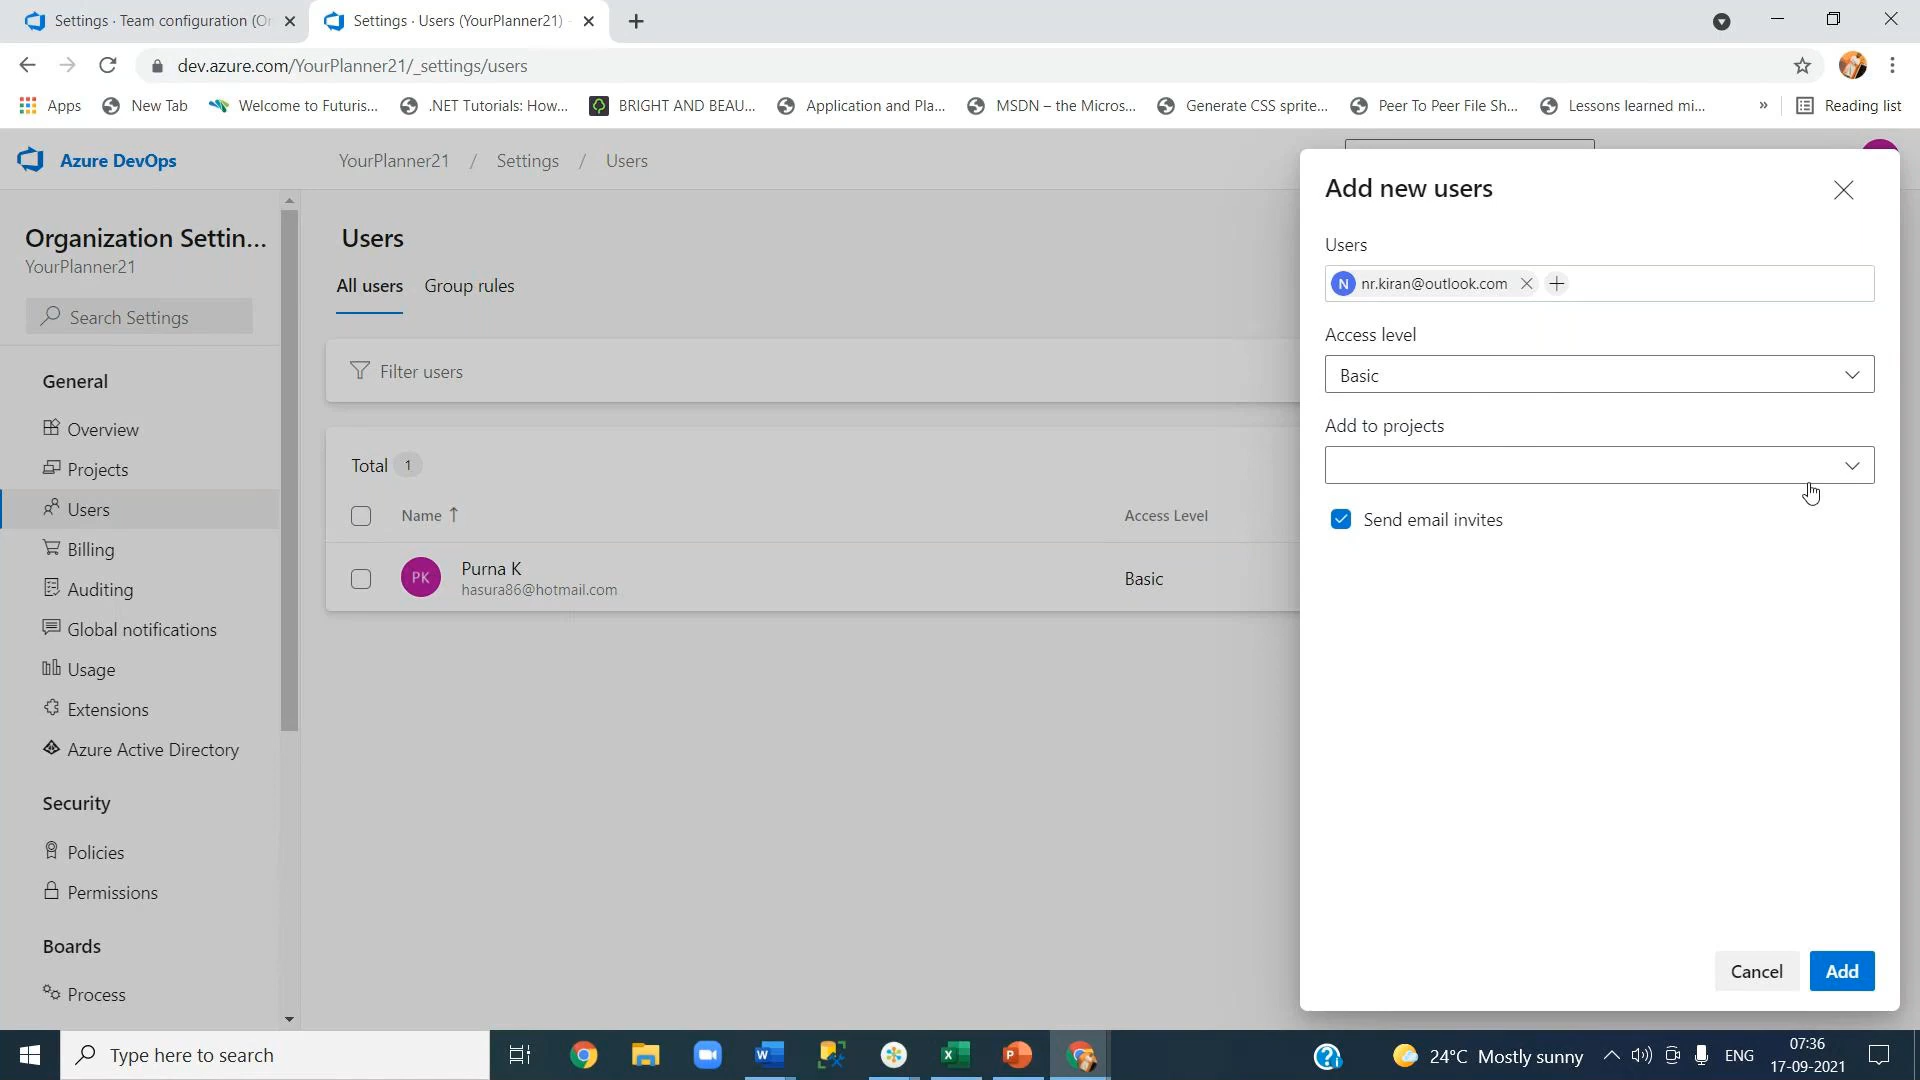 Settings · Team configuration (Or
Settings · Users (YourPlanner21) -
dev.azure.com/YourPlanner21/_settings/users
Apps
New Tab
Welcome to Futuris...
.NET Tutorials: How...
BRIGHT AND BEAU...
Application and Pla...
MSDN – the Micros...
Generate CSS sprite...
Peer To Peer File Sh...
Lessons learned mi...
»
Reading list
Azure DevOps
YourPlanner21 / Settings / Users
Organization Settin...
YourPlanner21
Search Settings
General
Overview
Projects
Users
Billing
Auditing
Global notifications
Usage
Extensions
Azure Active Directory
Security
Policies
Permissions
Boards
Process
Users
All users
Group rules
Filter users
Total 1
Name ↑
Access Level
PK
Purna K
hasura86@hotmail.com
Basic
Add new users
Users
N nr.kiran@outlook.com
Access level
Basic
Add to projects
Send email invites
Cancel
Add
Type here to search
24°C Mostly sunny
ENG
07:36
17-09-2021